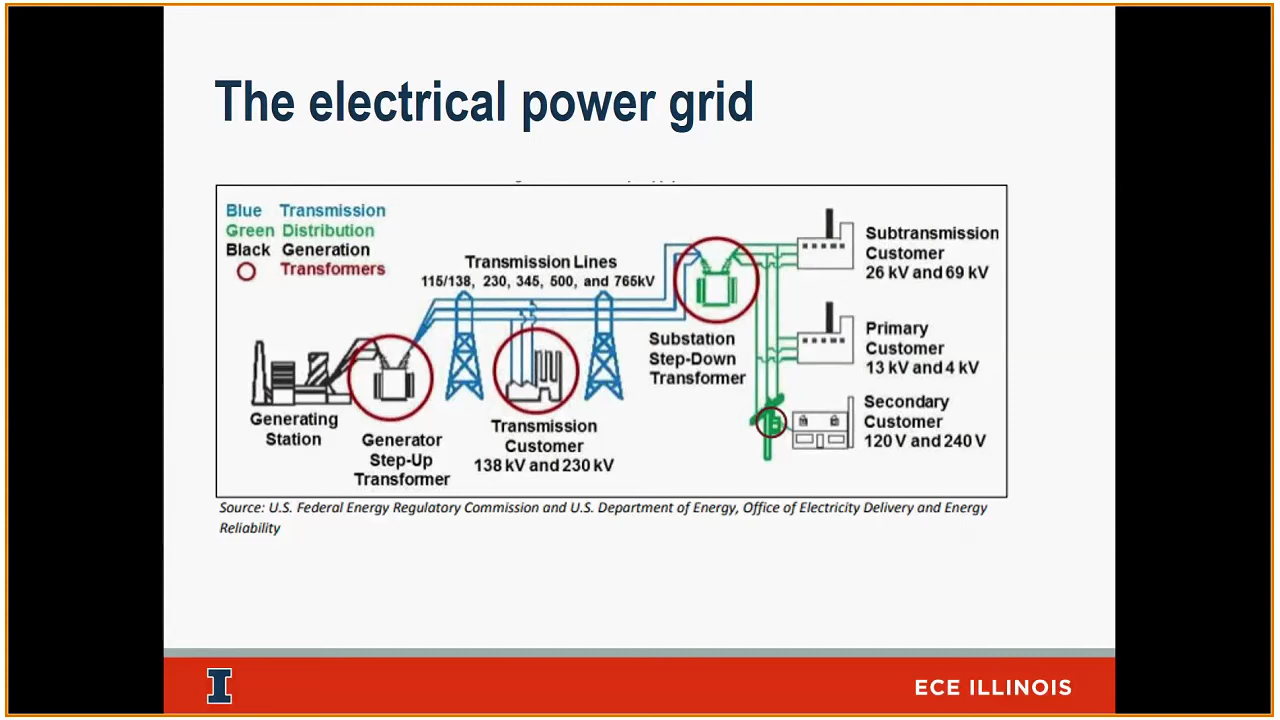 The electrical power grid
Blue Transmission
Green Distribution
Black Generation
Transformers
Transmission Lines
115/138, 230, 345, 500, and 765kV
Generating
Station
Generator
Step-Up
Transformer
Transmission
Customer
138 kV and 230 kV
Substation
Step-Down
Transformer
Subtransmission
Customer
26 kV and 69 kV
Primary
Customer
13 kV and 4 kV
Secondary
Customer
120 V and 240 V
Source: U.S. Federal Energy Regulatory Commission and U.S. Department of Energy, Office of Electricity Delivery and Energy
Reliability
I
ECE ILLINOIS